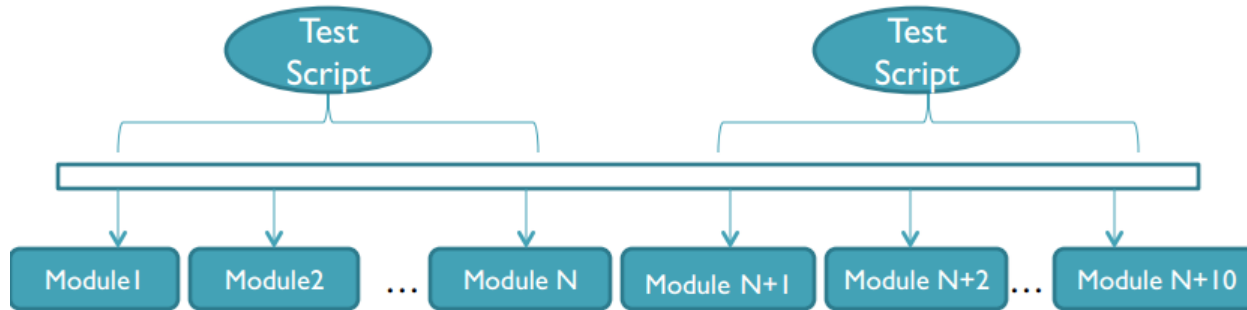 Test
Script
Test
Script
Module1
Module2
...
Module N
Module N+1
Module N+2
...
Module N+10